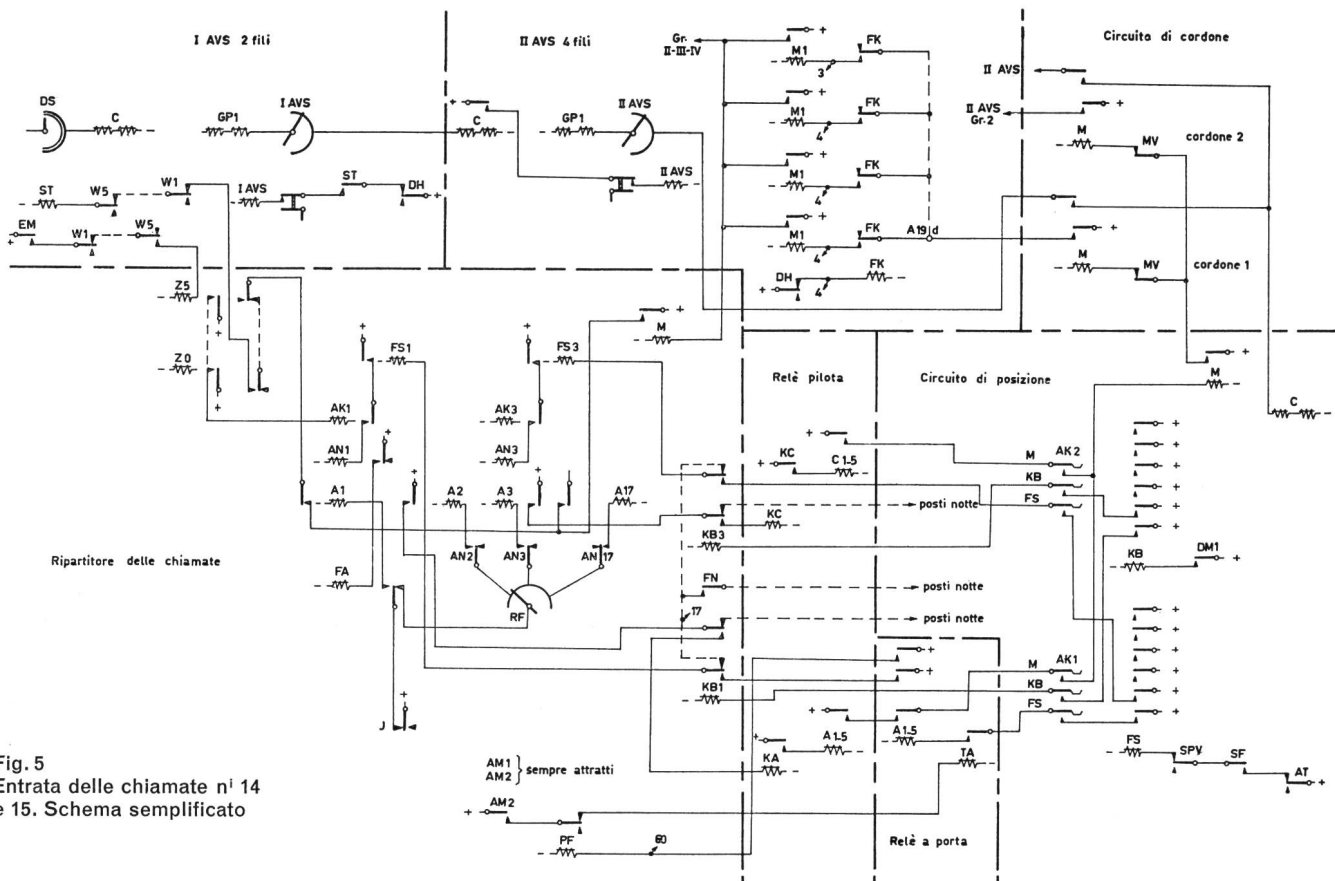 I AVS 2 fili
II AVS 4 fili
Gr.
II-III-IV
+
M1
3
FK
+
M1
4
FK
+
M1
4
FK
+
M1
4
FK
A19 d
DH
+
4
FK
Circuito di cordone
II AVS
II AVS
Gr.2
+
M
MV
cordone 2
+
M
MV
cordone 1
DS
C
GP1
I AVS
+
C
GP1
II AVS
II AVS
ST
W5
W1
I AVS
ST
DH
+
EM
+
W1
W5
Z5
+
Z0
+
+
FS1
+
FS3
M
+
AK1
AN1
+
AK3
AN3
+
A1
+
A2
A3
+
A17
FA
AN2
AN3
AN 17
RF
J
+
Ripartitore delle chiamate
Relè pilota
Circuito di posizione
+
M
C
+
KC
+
C 1-5
M
AK2
KB
FS
+
+
+
+
+
+
KB
DM1
+
posti notte
KC
KB3
FN
posti notte
17
posti notte
KB1
+
+
M
AK1
KB
FS
+
+
+
+
+
+
+
A 1-5
A1-5
+
KA
TA
FS
SPV
SF
AT
+
AM1
AM2 } sempre attratti
+
AM2
PF
60
Relè a porta
Fig. 5
Entrata delle chiamate nⁱ 14
e 15. Schema semplificato